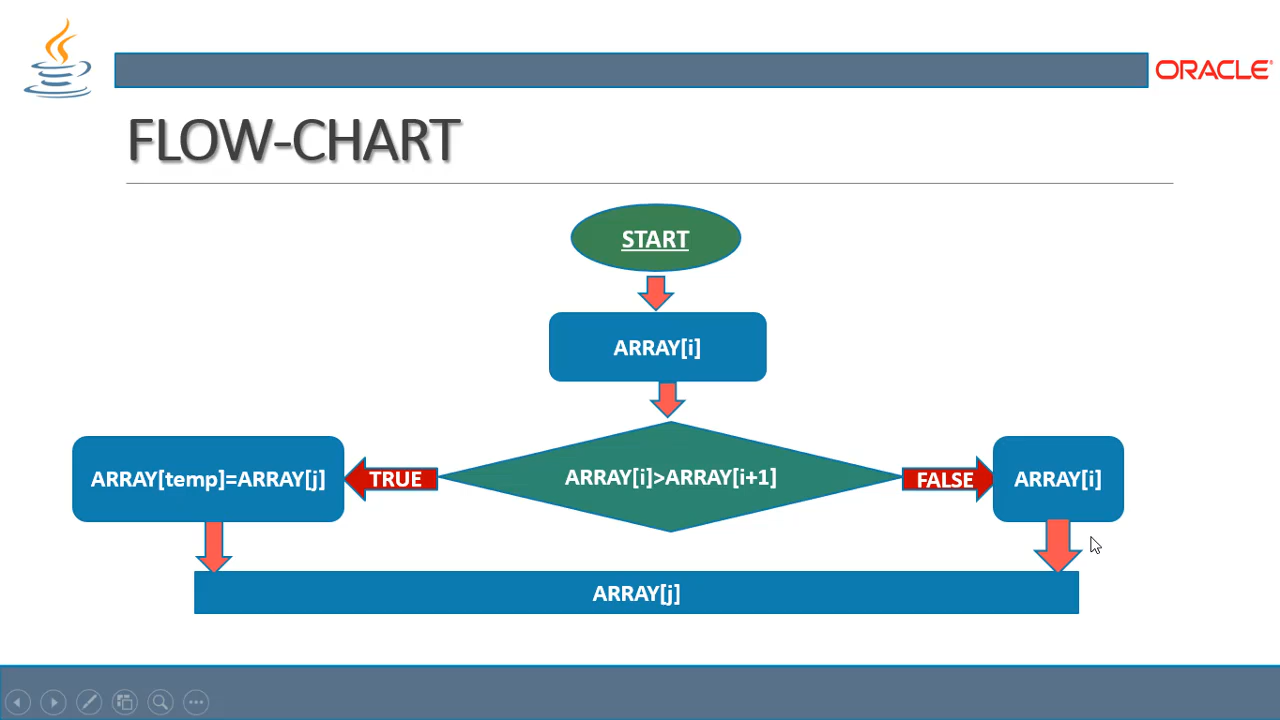 ORACLE
FLOW-CHART
START
ARRAY[i]
ARRAY[temp]=ARRAY[j]
TRUE
ARRAY[i]>ARRAY[i+1]
FALSE
ARRAY[i]
ARRAY[j]